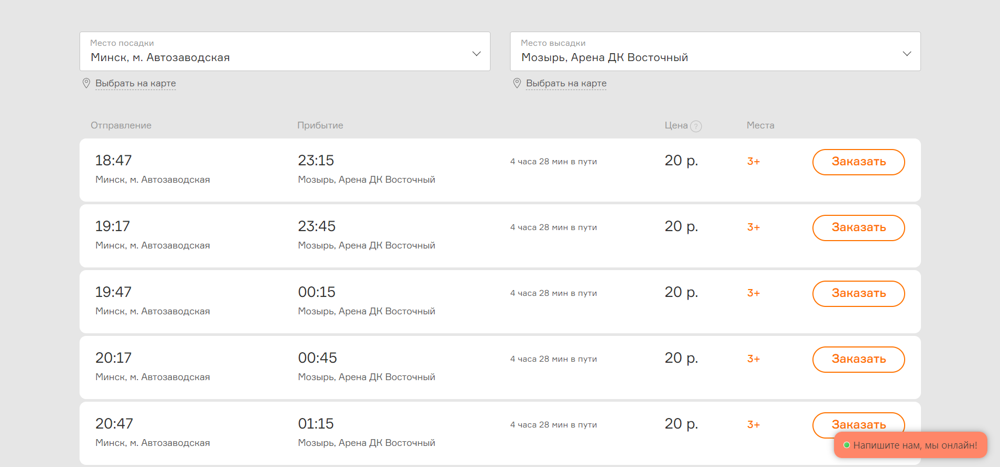 Место посадки
Минск, м. Автозаводская
Место высадки
Мозырь, Арена ДК Восточный
Выбрать на карте
Выбрать на карте
Отправление Прибытие Цена ? Места
18:47 23:15 4 часа 28 мин в пути 20 р. 3+ Заказать
Минск, м. Автозаводская Мозырь, Арена ДК Восточный
19:17 23:45 4 часа 28 мин в пути 20 р. 3+ Заказать
Минск, м. Автозаводская Мозырь, Арена ДК Восточный
19:47 00:15 4 часа 28 мин в пути 20 р. 3+ Заказать
Минск, м. Автозаводская Мозырь, Арена ДК Восточный
20:17 00:45 4 часа 28 мин в пути 20 р. 3+ Заказать
Минск, м. Автозаводская Мозырь, Арена ДК Восточный
20:47 01:15 4 часа 28 мин в пути 20 р. 3+ Заказать
Минск, м. Автозаводская Мозырь, Арена ДК Восточный
Напишите нам, мы онлайн!